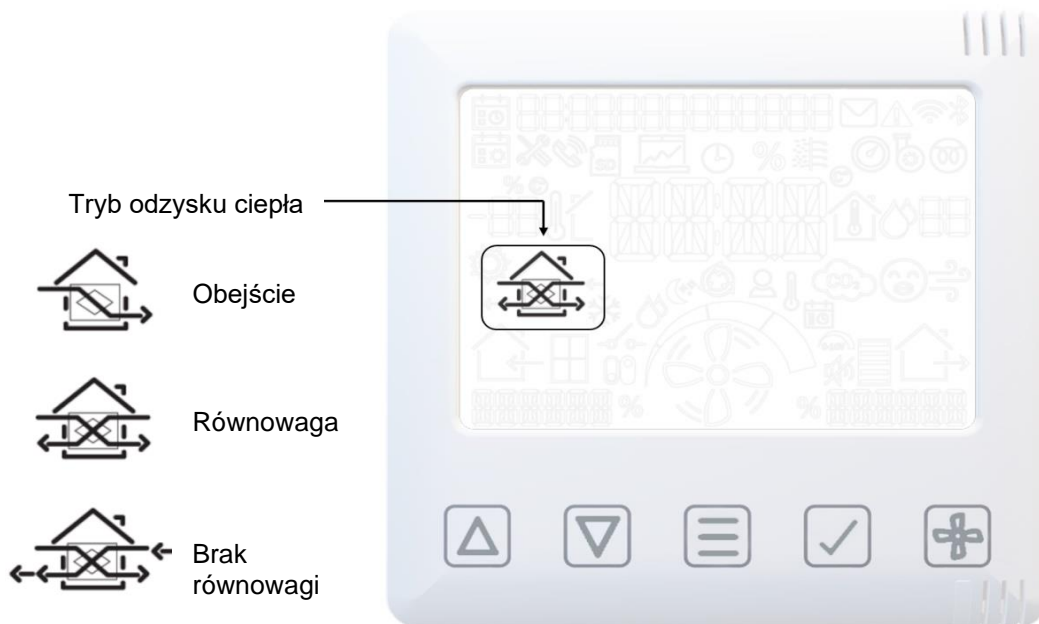 Tryb odzysku ciepła
Obejście
Równowaga
Brak
równowagi